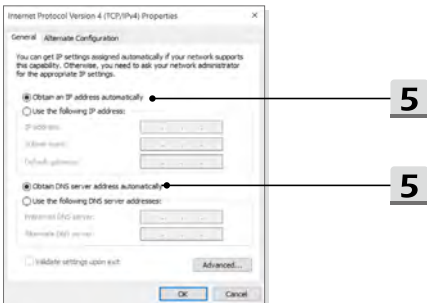 Internet Protocol Version 4 (TCP/IPv4) Properties
General Alternate Configuration
You can get IP settings assigned automatically if your network supports
this capability. Otherwise, you need to ask your network administrator
for the appropriate IP settings.
Obtain an IP address automatically
5
Use the following IP address:
IP address:
Subnet mask:
Default gateway:
Obtain DNS server address automatically
5
Use the following DNS server addresses:
Preferred DNS server:
Alternate DNS server:
Validate settings upon exit
Advanced...
OK Cancel